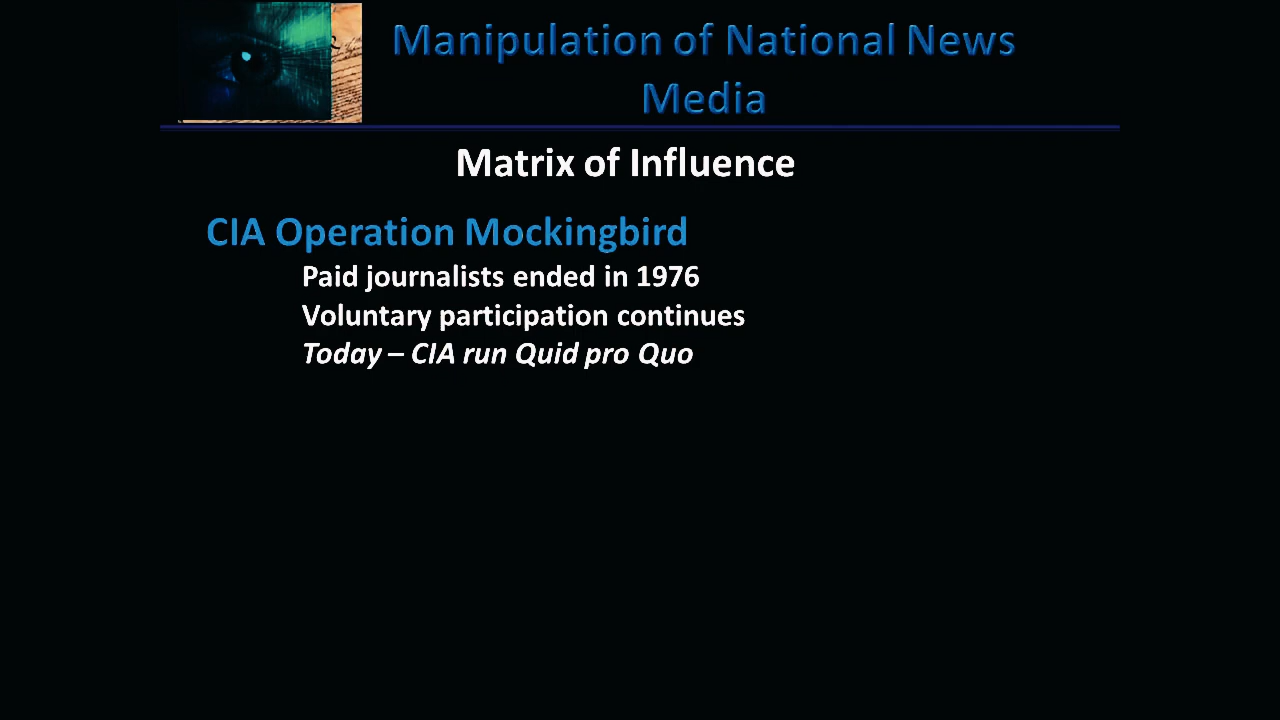 Manipulation of National News
Media
Matrix of Influence
CIA Operation Mockingbird
Paid journalists ended in 1976
Voluntary participation continues
Today – CIA run Quid pro Quo